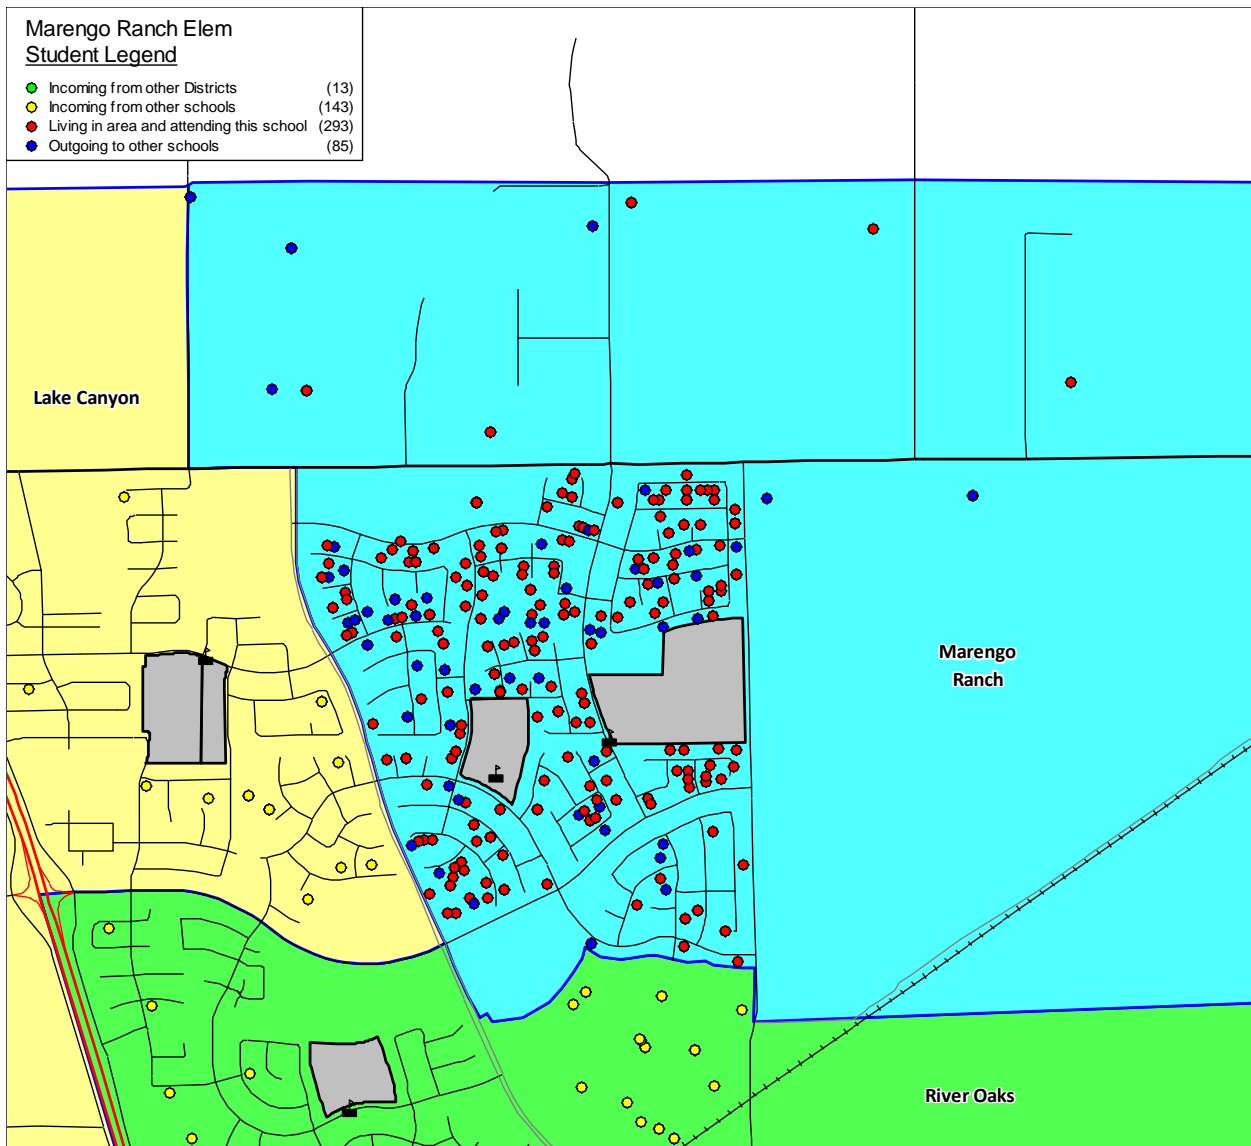 Marengo Ranch Elem
Student Legend
Incoming from other Districts (13)
Incoming from other schools (143)
Living in area and attending this school (293)
Outgoing to other schools (85)
Lake Canyon
Marengo
Ranch
River Oaks